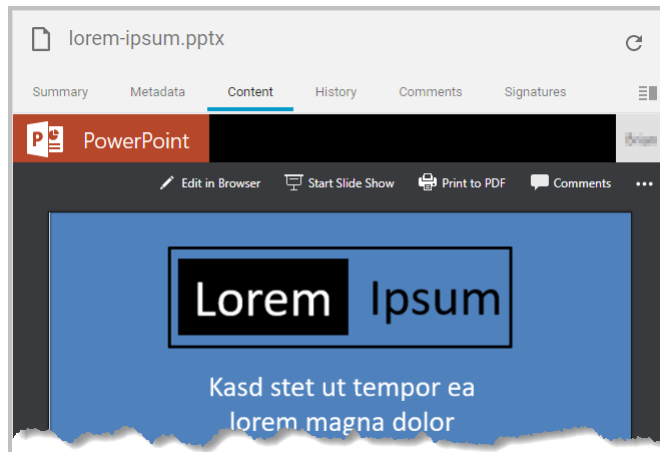 lorem-ipsum.pptx
Summary Metadata Content History Comments Signatures
P PowerPoint
Edit in Browser Start Slide Show Print to PDF Comments
Lorem Ipsum
Kasd stet ut tempor ea
lorem magna dolor